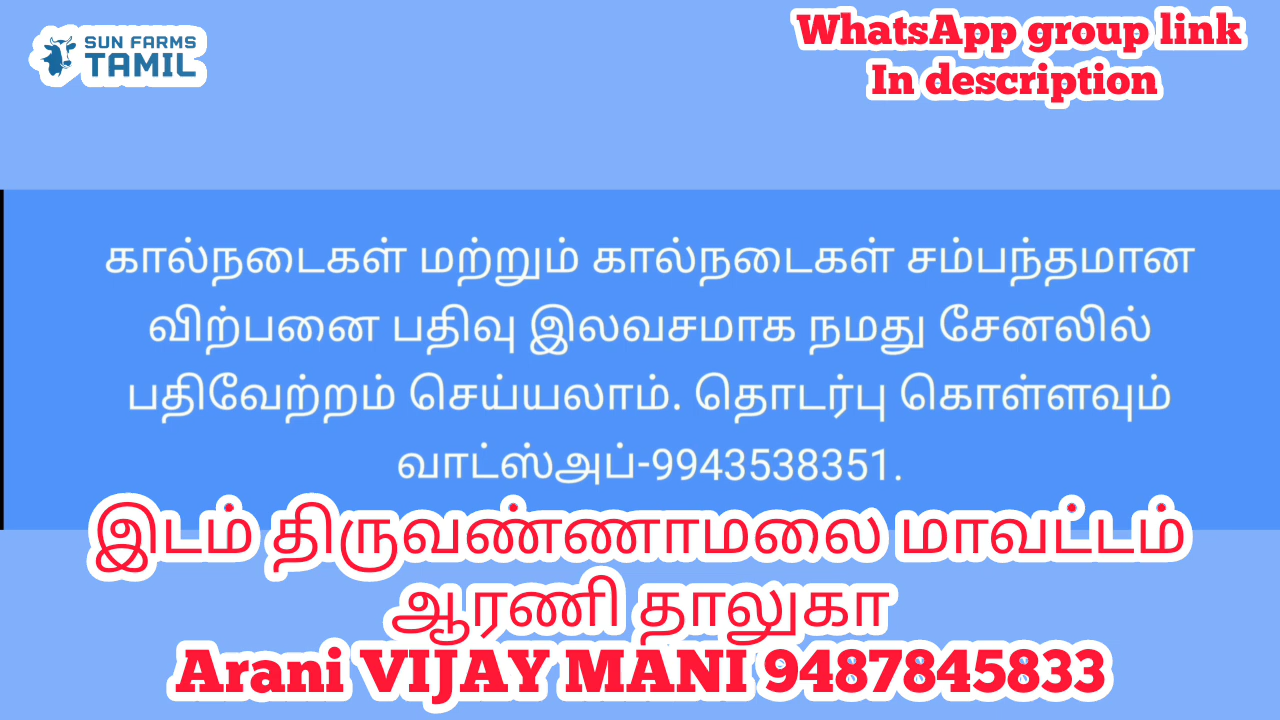 SUN FARMS
TAMIL
WhatsApp group link
In description
கால்நடைகள் மற்றும் கால்நடைகள் சம்பந்தமான
விற்பனை பதிவு இலவசமாக நமது சேனலில்
பதிவேற்றம் செய்யலாம். தொடர்பு கொள்ளவும்
வாட்ஸ்அப்-9943538351.
இடம் திருவண்ணாமலை மாவட்டம்
ஆரணி தாலுகா
Arani VIJAY MANI 9487845833